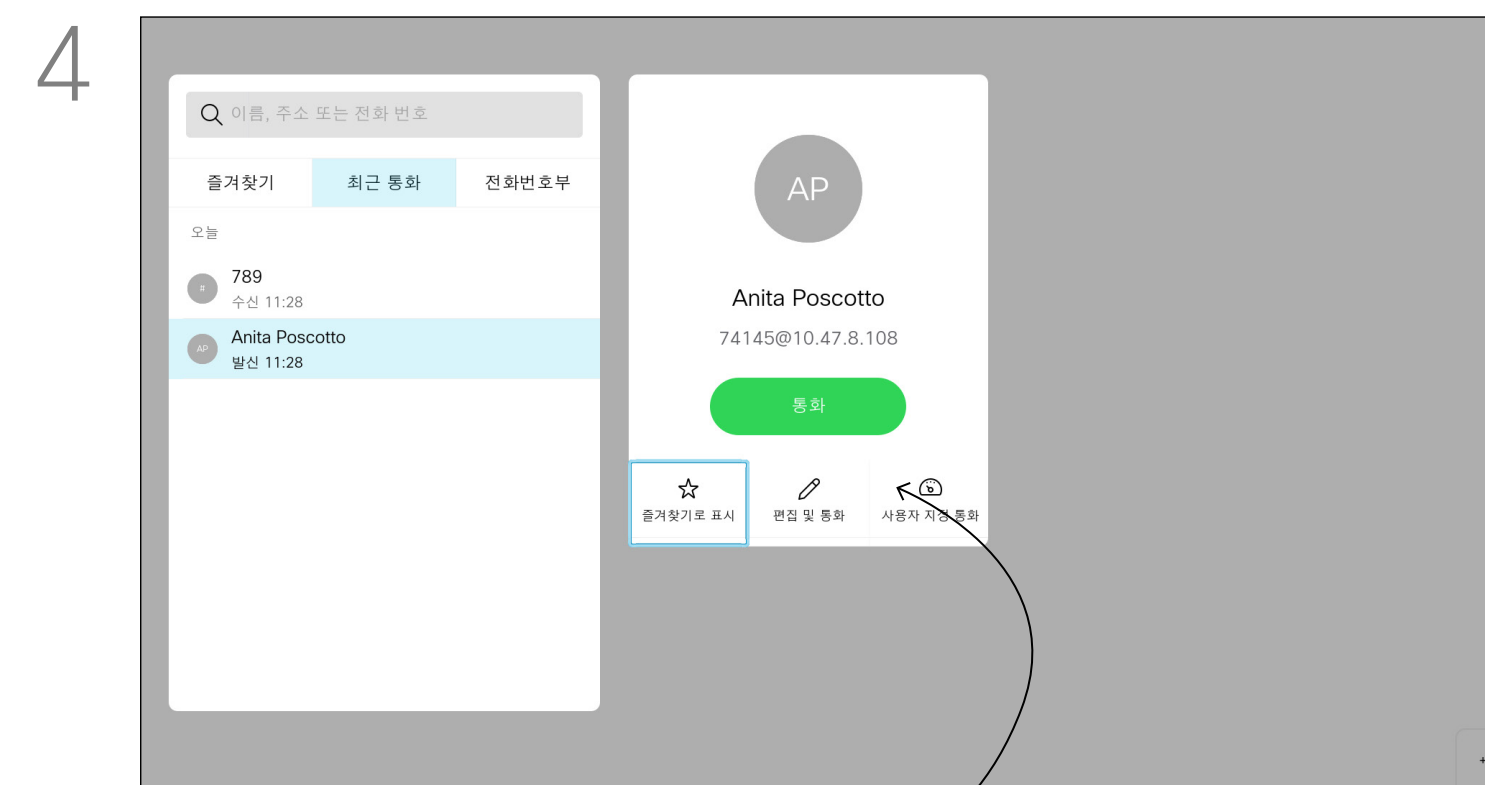 4
이름, 주소 또는 전화 번호
즐겨찾기 최근 통화 전화번호부
오늘
# 789
수신 11:28
AP Anita Poscotto
발신 11:28
AP
Anita Poscotto
74145@10.47.8.108
통화
즐겨찾기로 표시 편집 및 통화 사용자 지정 통화
+